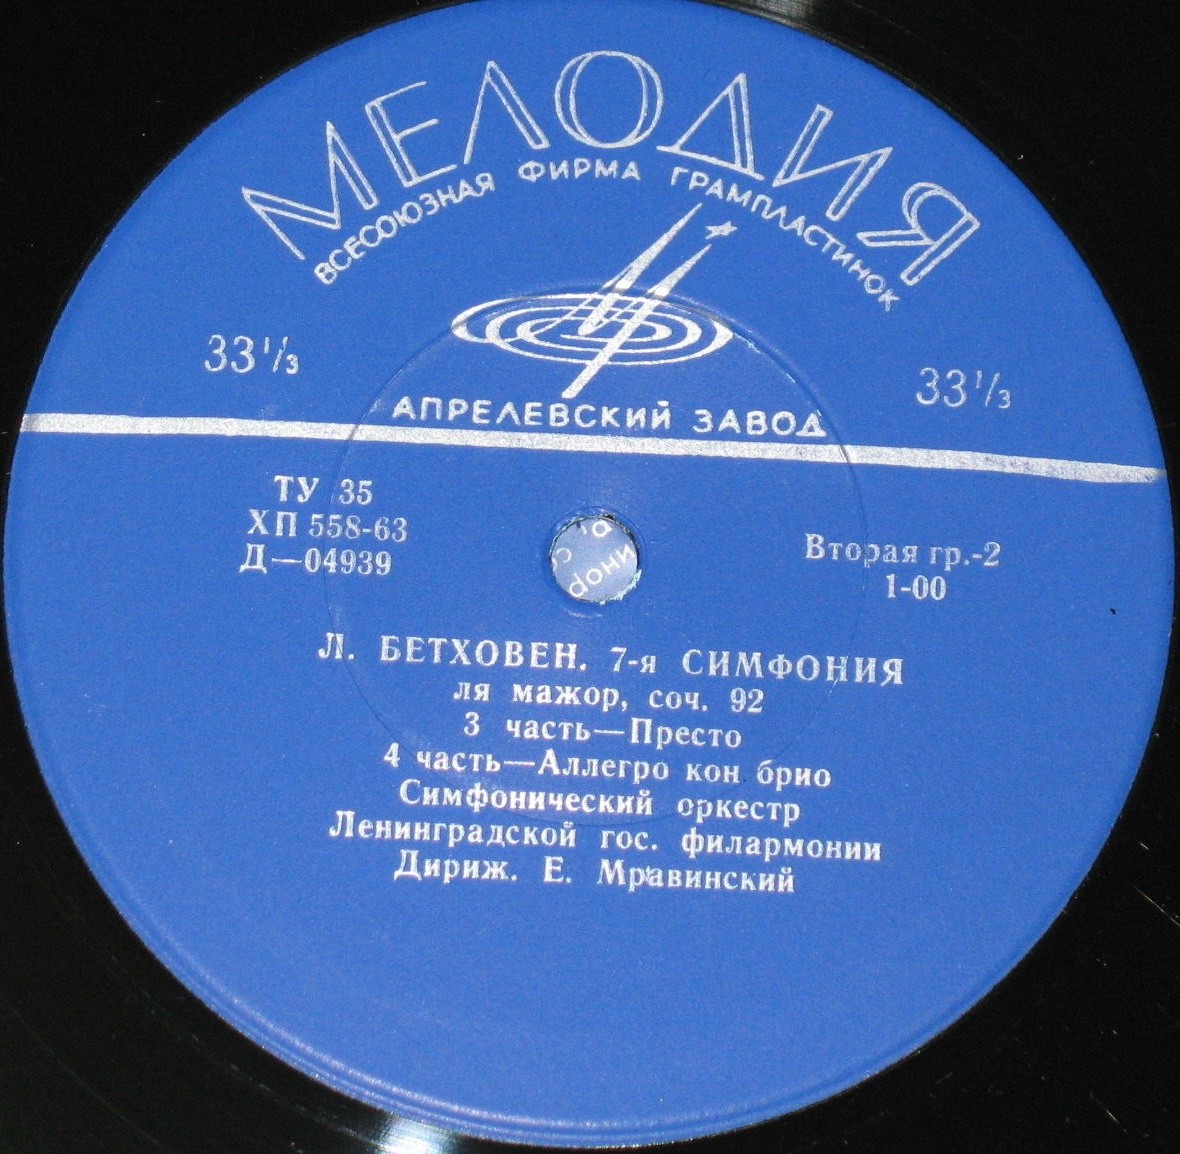 МЕЛОДИЯ
ВСЕСОЮЗНАЯ ФИРМА ГРАМПЛАСТИНОК
33⅓
33⅓
АПРЕЛЕВСКИЙ ЗАВОД
ТУ 35
ХП 558-63
Д—04939
Вторая гр.-2
1-00
Л. БЕТХОВЕН. 7-я СИМФОНИЯ
ля мажор, соч. 92
3 часть—Престо
4 часть—Аллегро кон брио
Симфонический оркестр
Ленинградской гос. филармонии
Дириж. Е. Мравинский